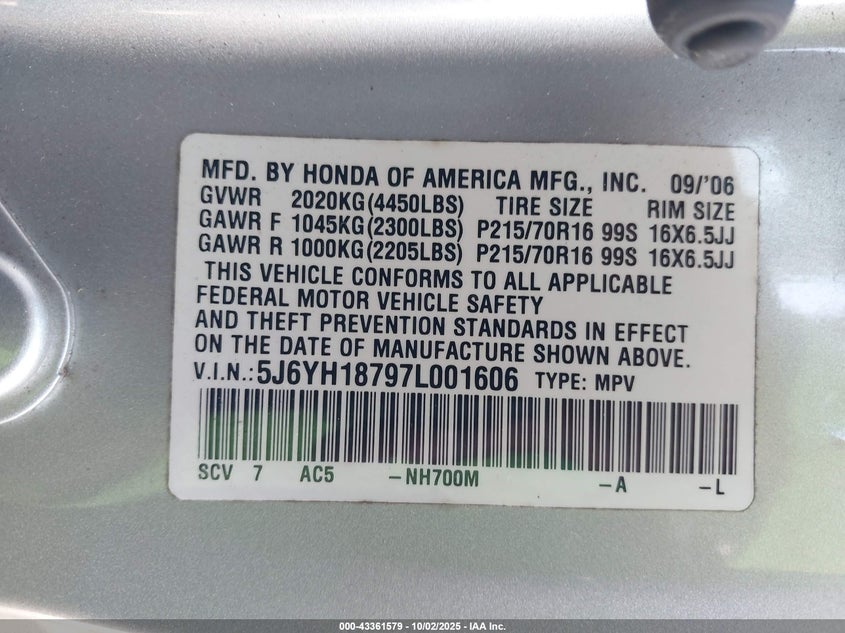 MFD. BY HONDA OF AMERICA MFG., INC. 09/'06
GVWR 2020KG(4450LBS) TIRE SIZE RIM SIZE
GAWR F 1045KG(2300LBS) P215/70R16 99S 16X6.5JJ
GAWR R 1000KG(2205LBS) P215/70R16 99S 16X6.5JJ
THIS VEHICLE CONFORMS TO ALL APPLICABLE
FEDERAL MOTOR VEHICLE SAFETY
AND THEFT PREVENTION STANDARDS IN EFFECT
ON THE DATE OF MANUFACTURE SHOWN ABOVE.
V.I.N.: 5J6YH18797L001606 TYPE: MPV
SCV 7 AC5 -NH700M -A -L
000-43361579 - 10/02/2025 - IAA Inc.